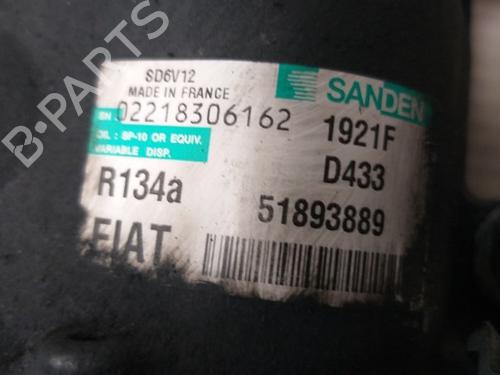 SD6V12
MADE IN FRANCE
SANDEN
SN 02218306162
1921F
OIL : SP-10 OR EQUIV.
VARIABLE DISP.
D433
R134a
51893889
FIAT
B-PARTS